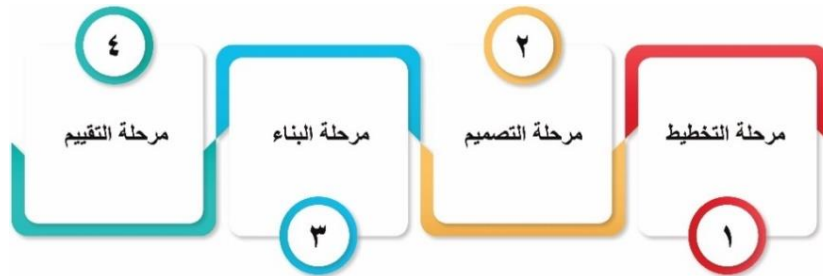 ١
مرحلة التخطيط
٢
مرحلة التصميم
٣
مرحلة البناء
٤
مرحلة التقييم